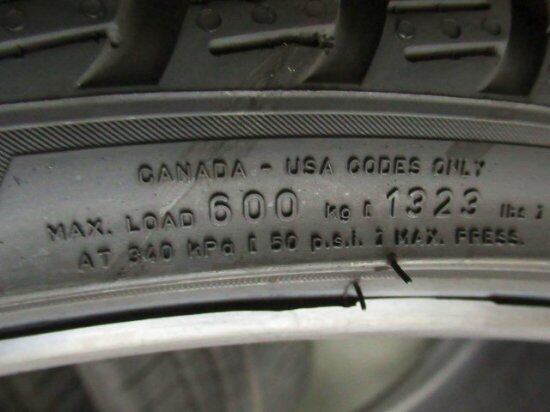 CANADA - USA CODES ONLY
MAX. LOAD 600 kg [ 1323 lbs ]
AT 340 kPa [ 50 p.s.i. ] MAX. PRESS.